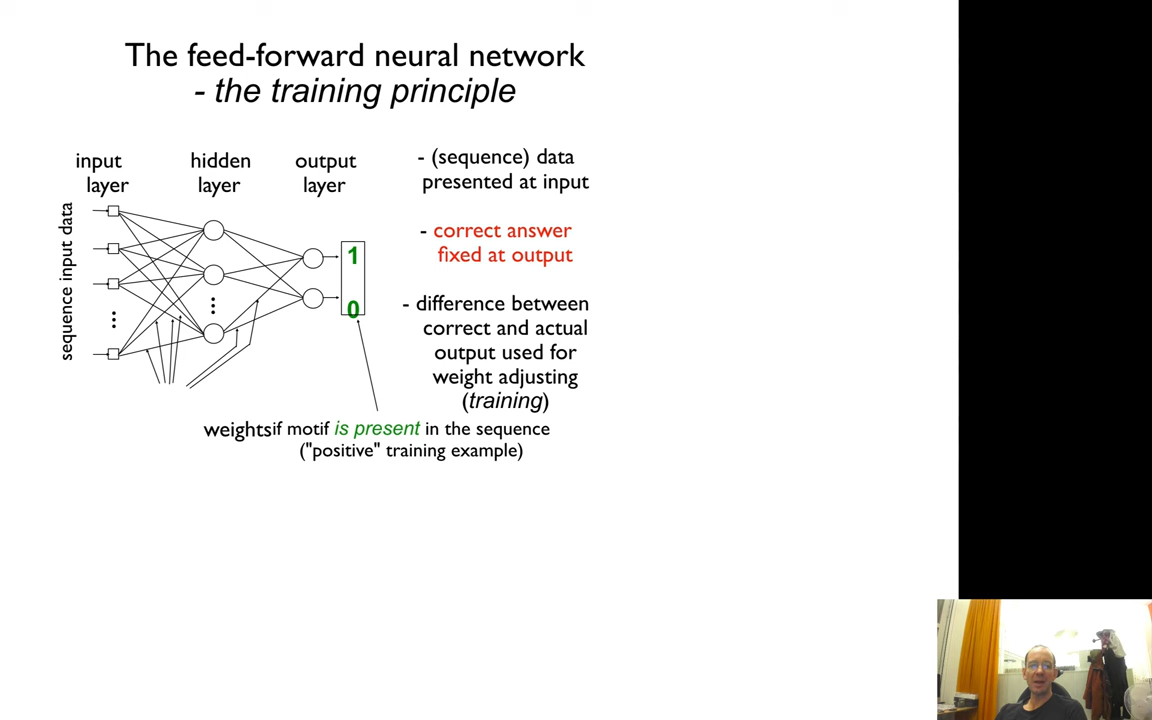 The feed-forward neural network
- the training principle
input
layer
hidden
layer
output
layer
sequence input data
1
0
- (sequence) data
presented at input
- correct answer
fixed at output
- difference between
correct and actual
output used for
weight adjusting
(training)
weights
if motif is present in the sequence
("positive" training example)